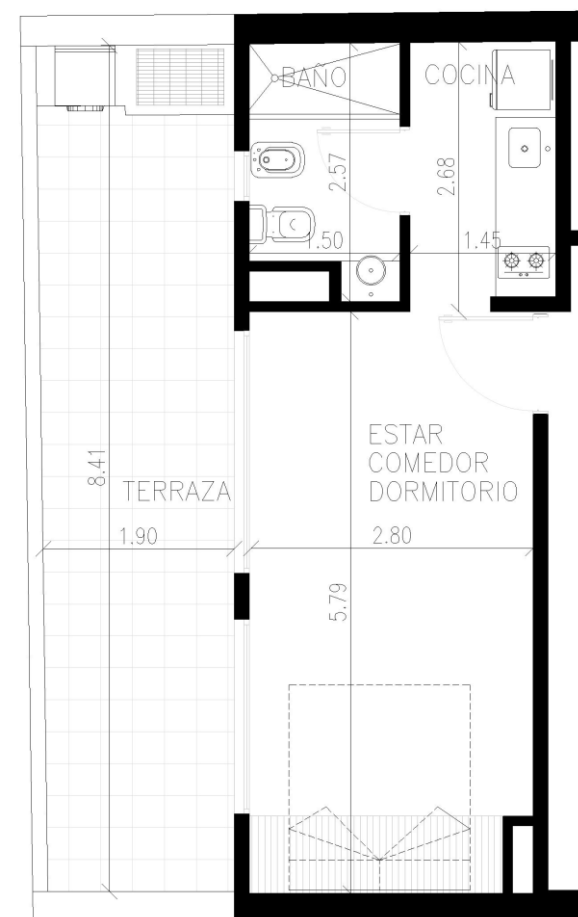 BAÑO
COCINA
2.57
2.68
1.50
1.45
ESTAR
COMEDOR
DORMITORIO
8.41
TERRAZA
1.90
2.80
5.79